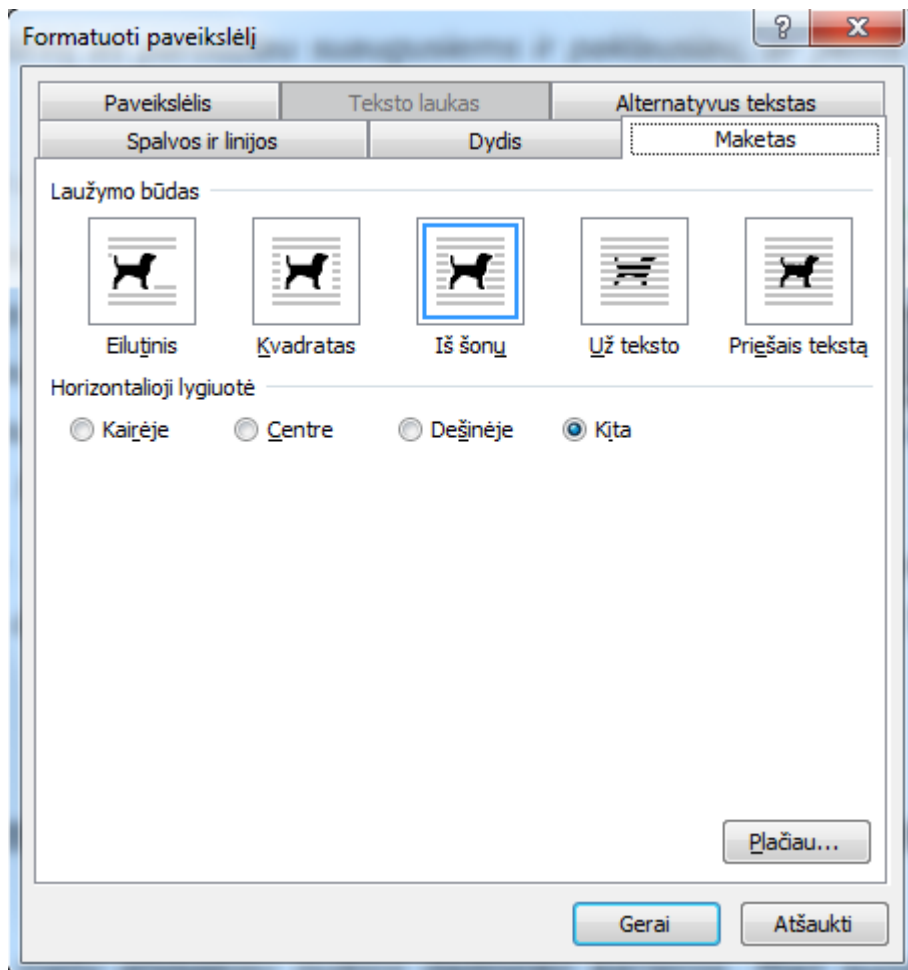 Formatuoti paveikslėlį
Paveikslėlis Teksto laukas Alternatyvus tekstas
Spalvos ir linijos Dydis Maketas
Laužymo būdas
Eilutinis Kvadratas Iš šonų Už teksto Priešais tekstą
Horizontalioji lygiuotė
Kairėje Centre Dešinėje Kita
Plačiau...
Gerai Atšaukti